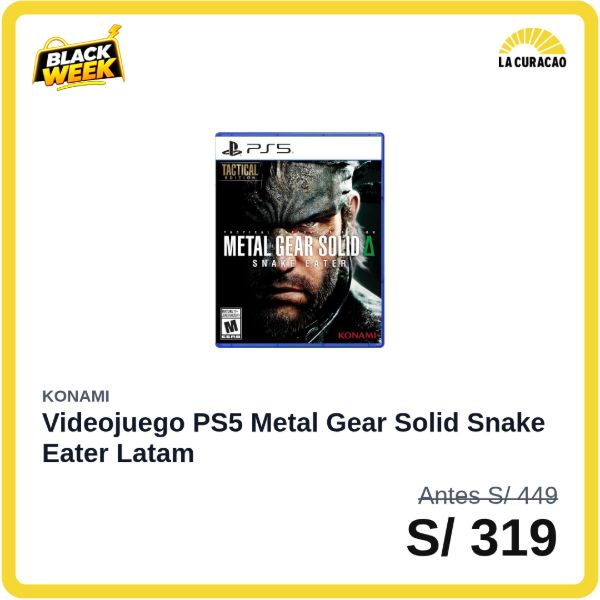 BLACK
WEEK
LA CURACAO
PS5
TACTICAL
EDITION
METAL GEAR SOLID Δ
SNAKE EATER
M
ESRB
KONAMI
KONAMI
Videojuego PS5 Metal Gear Solid Snake
Eater Latam
Antes S/ 449
S/ 319